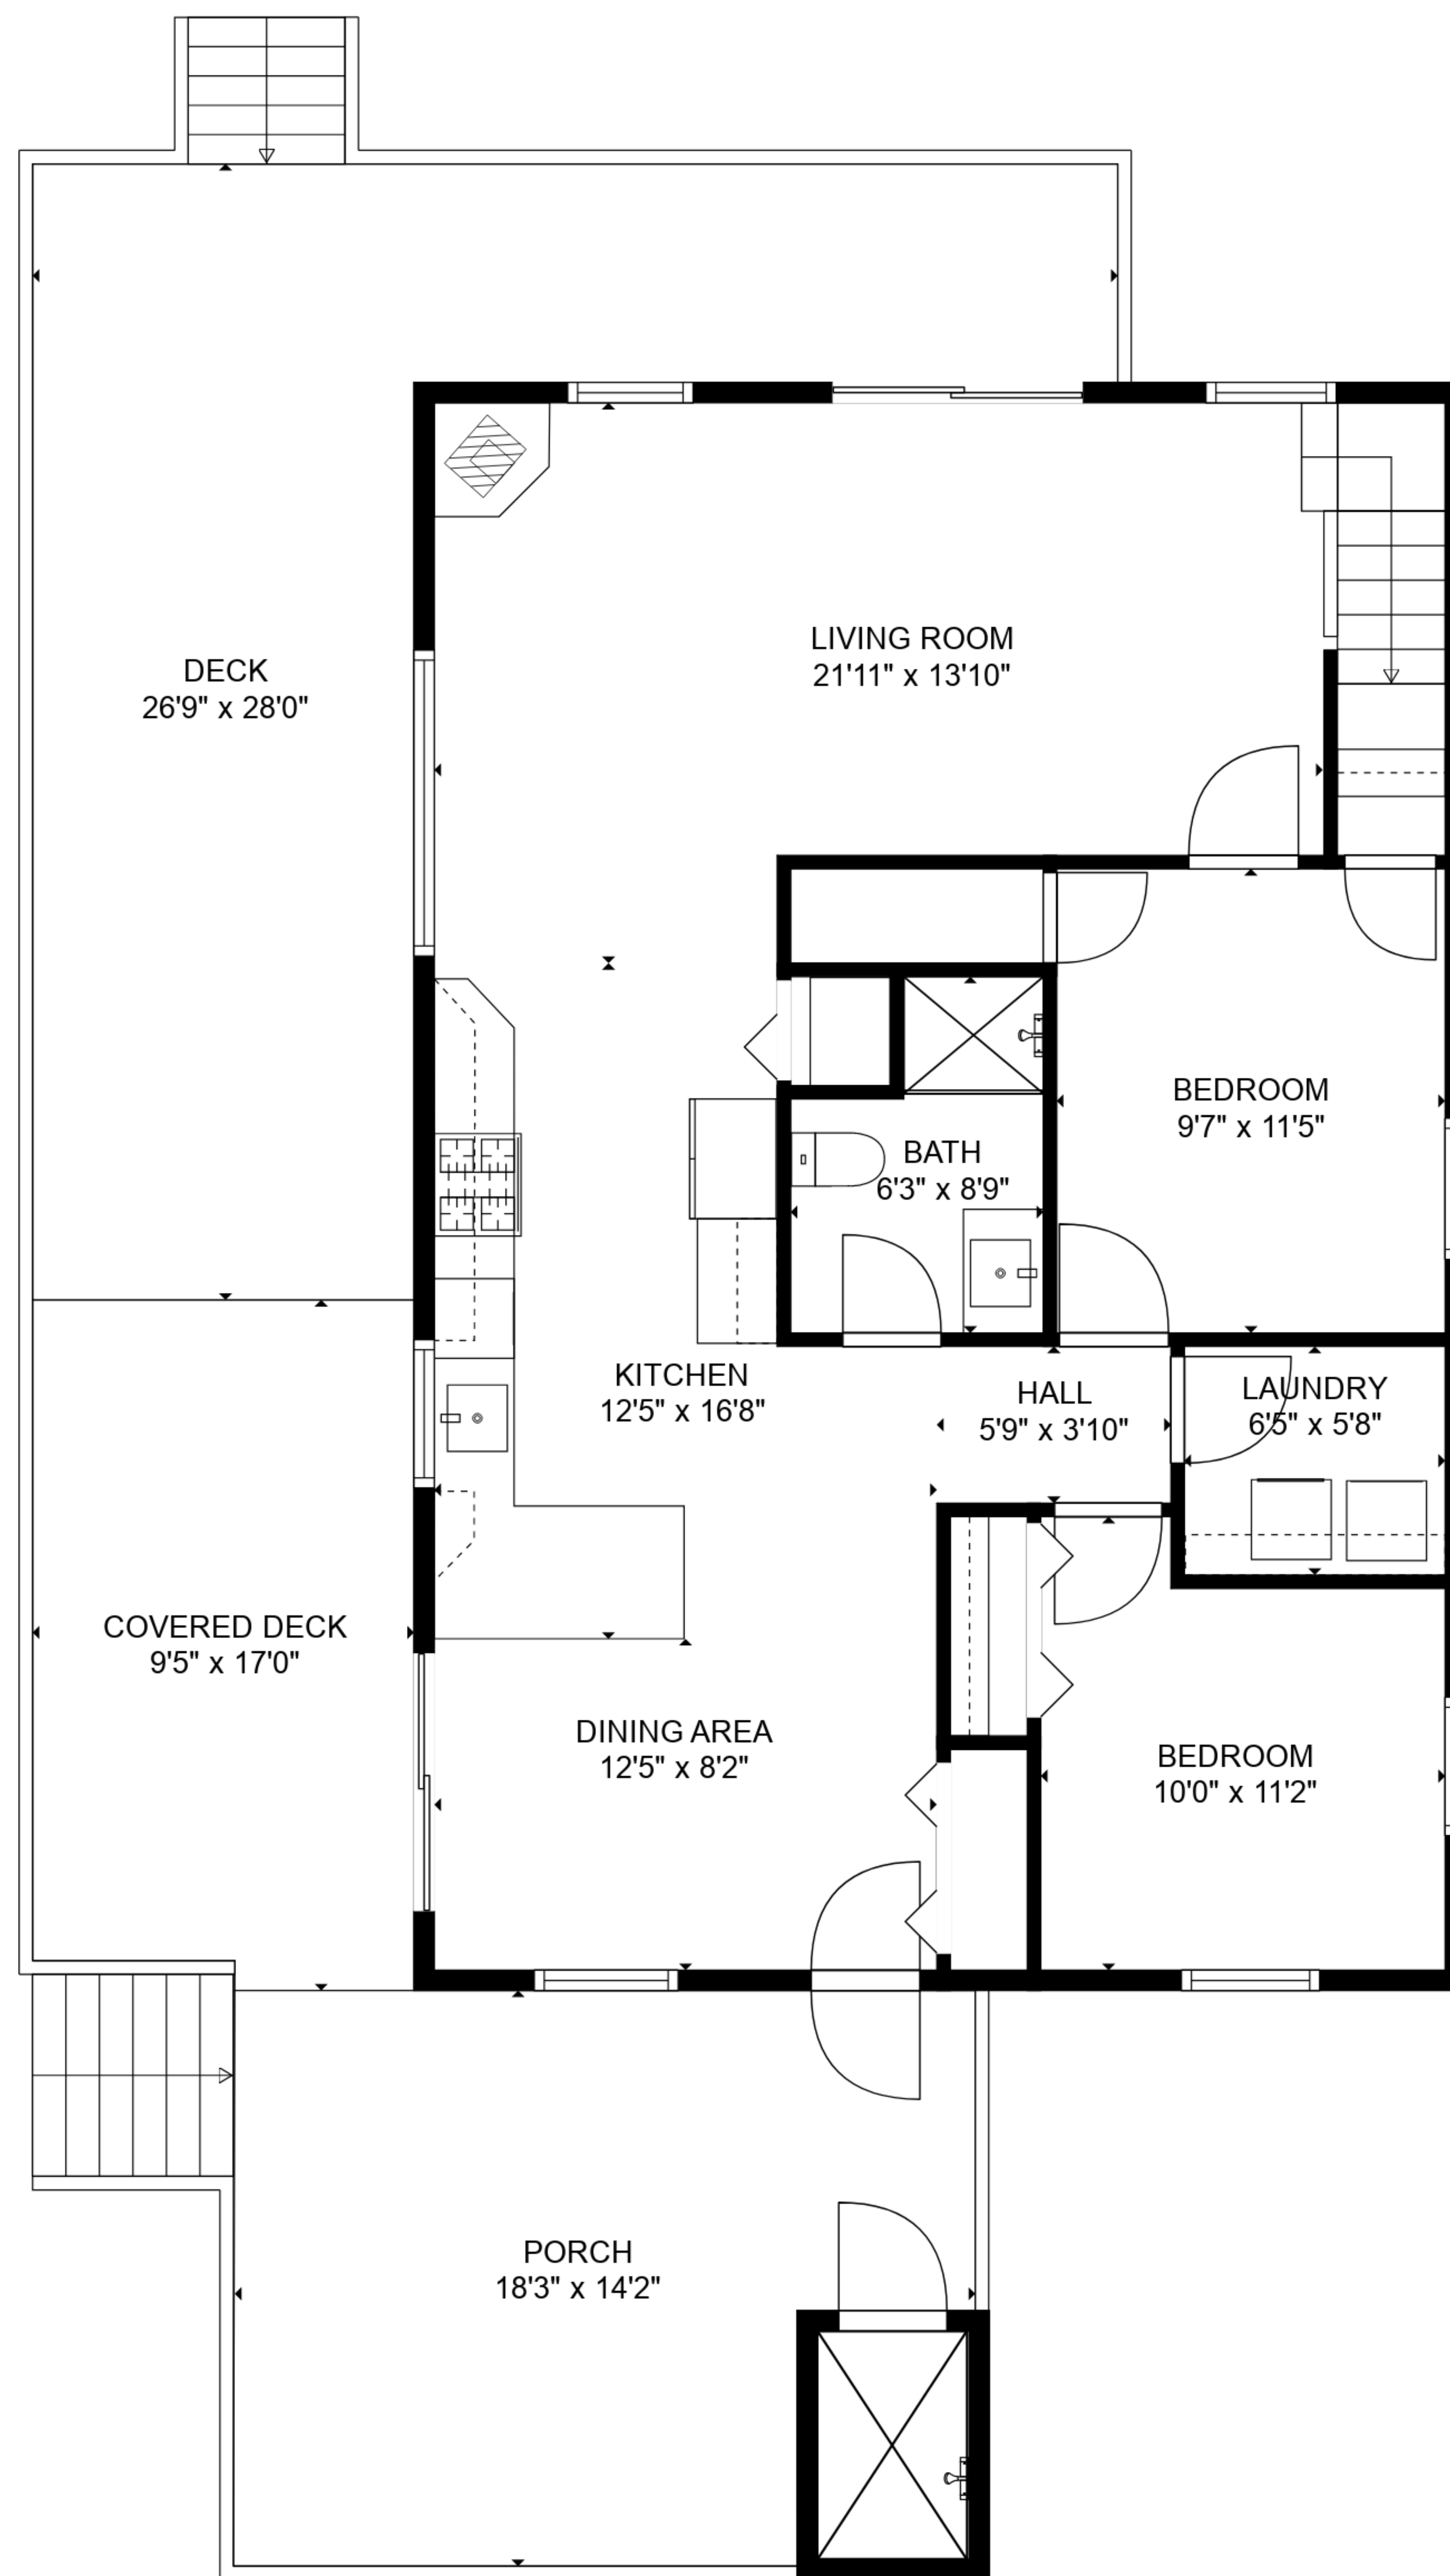 LIVING ROOM
21'11" x 13'10"
DECK
26'9" x 28'0"
BEDROOM
9'7" x 11'5"
BATH
6'3" x 8'9"
KITCHEN
12'5" x 16'8"
HALL
5'9" x 3'10"
LAUNDRY
6'5" x 5'8"
COVERED DECK
9'5" x 17'0"
DINING AREA
12'5" x 8'2"
BEDROOM
10'0" x 11'2"
PORCH
18'3" x 14'2"